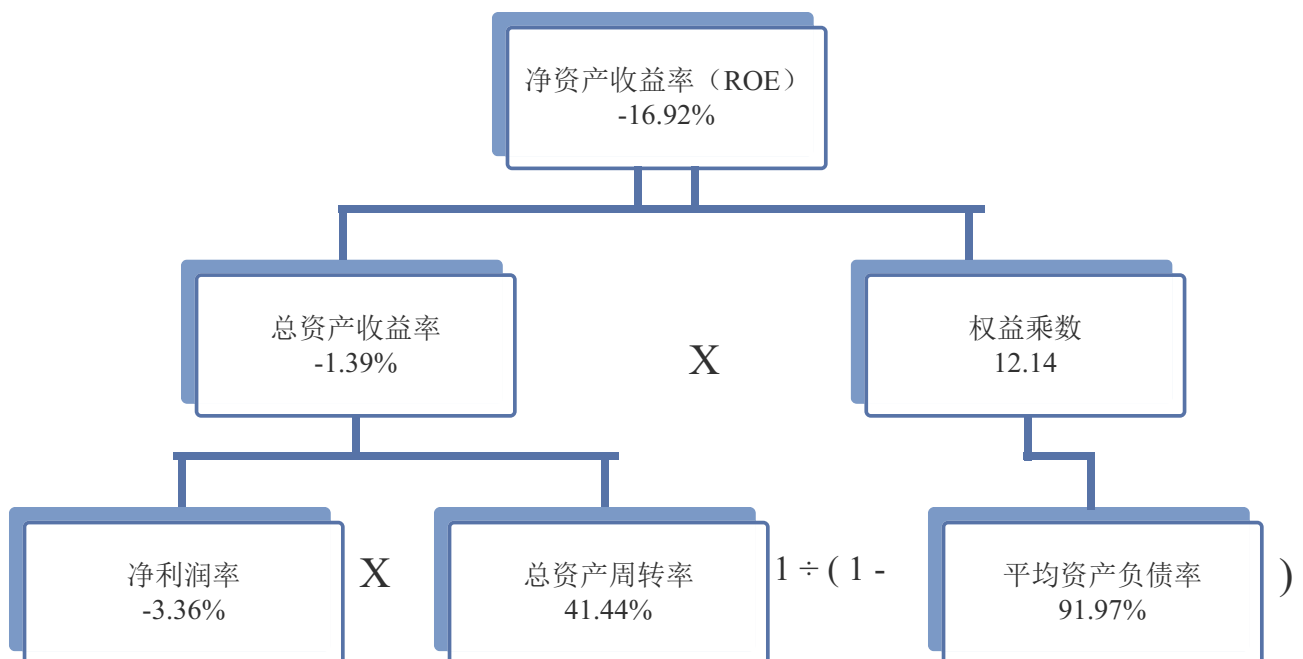 净资产收益率（ROE）
-16.92%
总资产收益率
-1.39%
X
权益乘数
12.14
净利润率
-3.36%
X
总资产周转率
41.44%
1 ÷ ( 1 -
平均资产负债率
91.97%
)